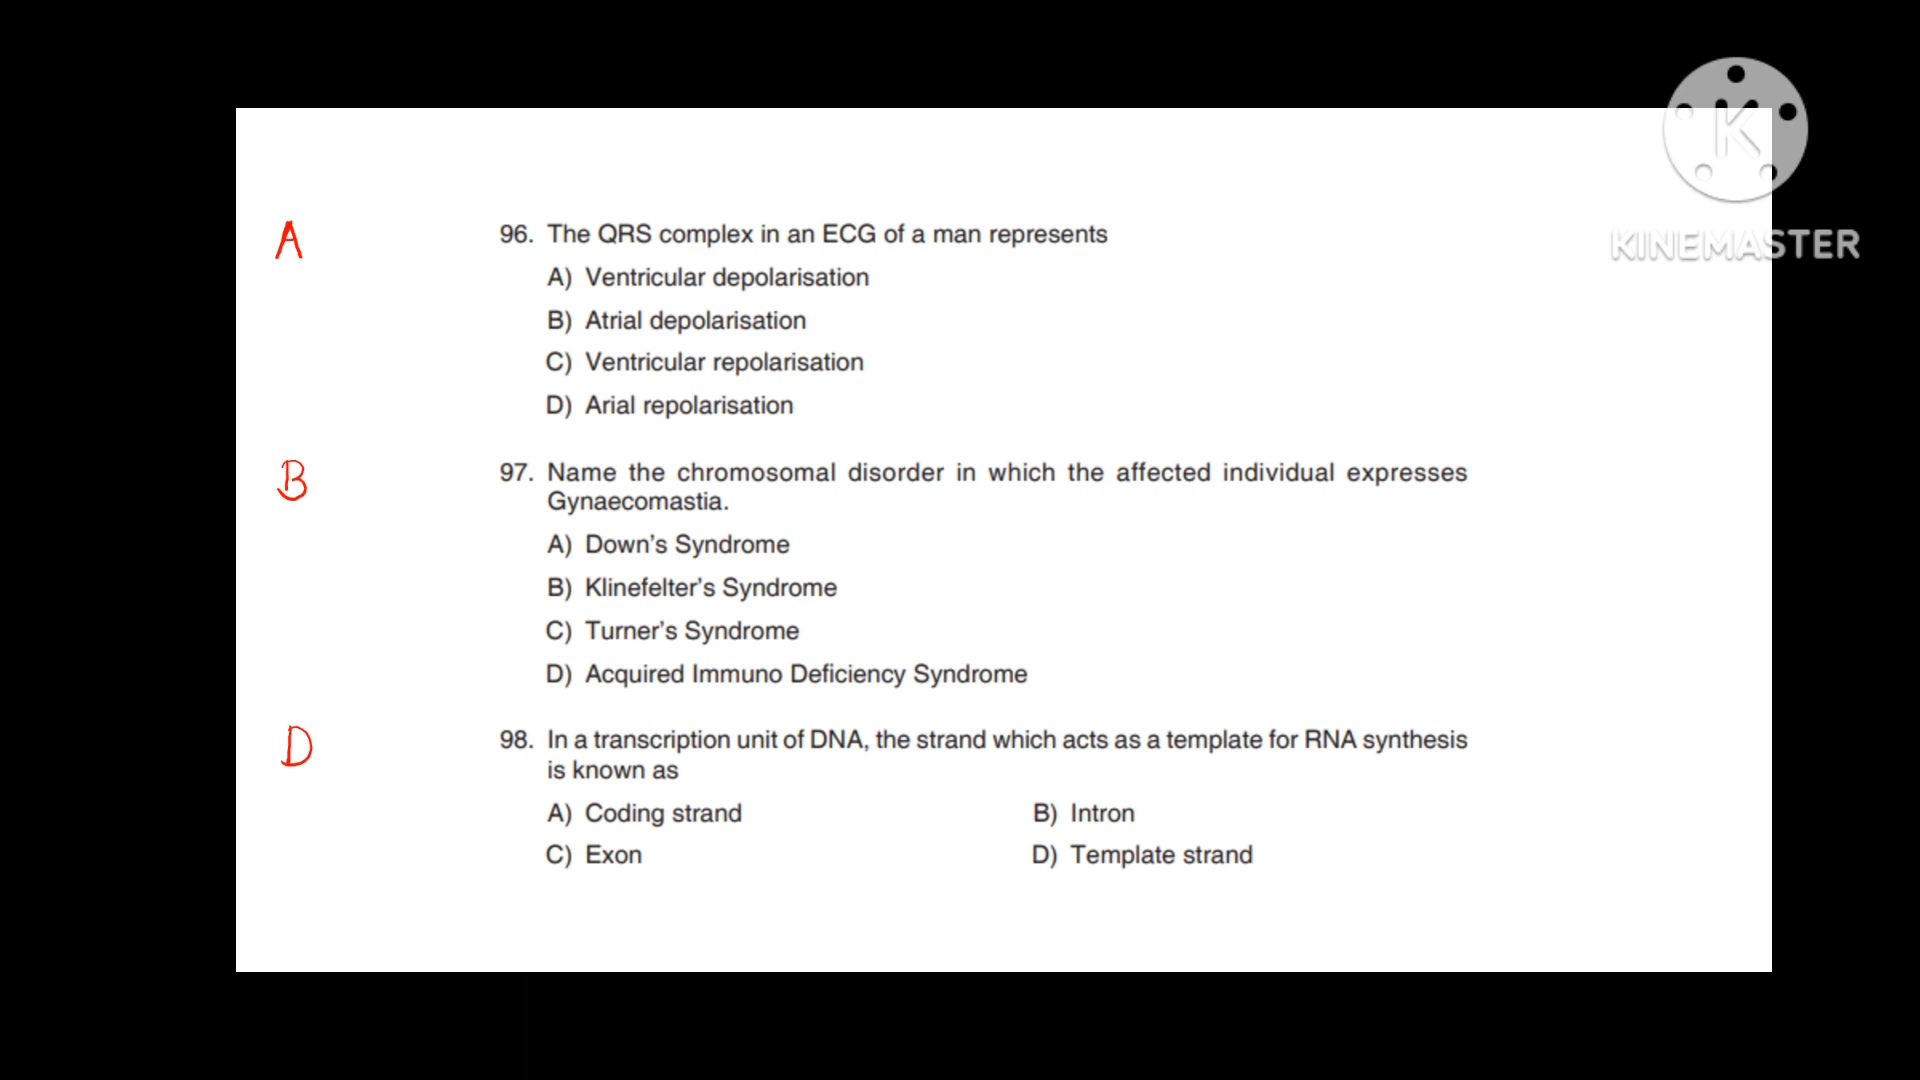 K
KINEMASTER
A
96. The QRS complex in an ECG of a man represents
A) Ventricular depolarisation
B) Atrial depolarisation
C) Ventricular repolarisation
D) Arial repolarisation
B
97. Name the chromosomal disorder in which the affected individual expresses
Gynaecomastia.
A) Down's Syndrome
B) Klinefelter's Syndrome
C) Turner's Syndrome
D) Acquired Immuno Deficiency Syndrome
D
98. In a transcription unit of DNA, the strand which acts as a template for RNA synthesis
is known as
A) Coding strand B) Intron
C) Exon D) Template strand